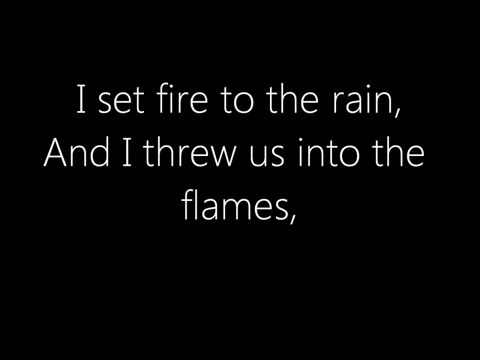 I set fire to the rain,
And I threw us into the
flames,